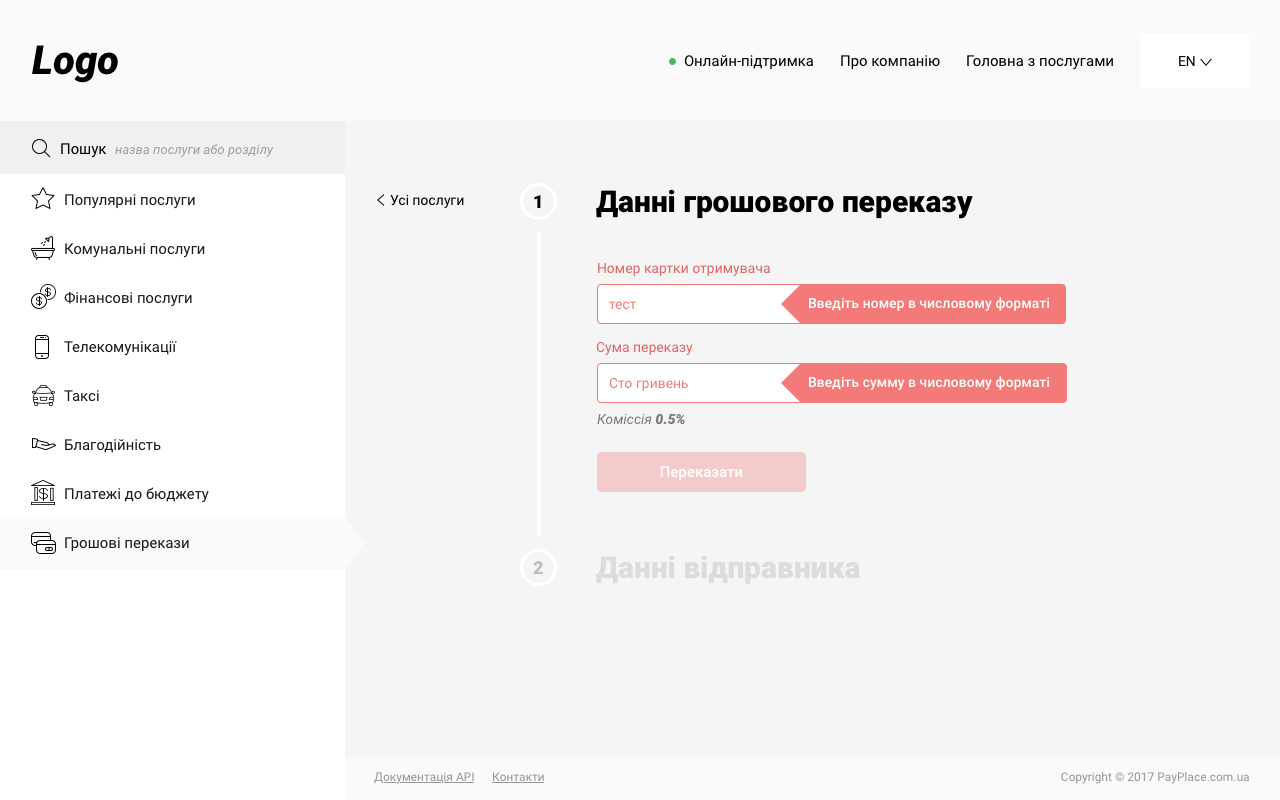 Logo
Онлайн-підтримка
Про компанію
Головна з послугами
EN
Пошук назва послуги або розділу
Популярні послуги
Комунальні послуги
Фінансові послуги
Телекомунікації
Таксі
Благодійність
Платежі до бюджету
Грошові перекази
Усі послуги
1
Данні грошового переказу
Номер картки отримувача
тест
Введіть номер в числовому форматі
Сума переказу
Сто гривень
Введіть сумму в числовому форматі
Коміссія 0.5%
Переказати
2
Данні відправника
Документація API
Контакти
Copyright © 2017 PayPlace.com.ua